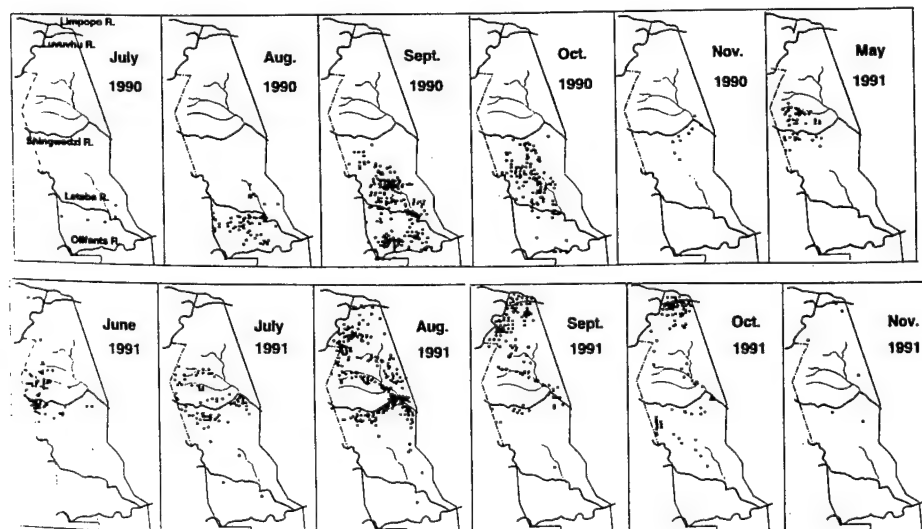 Limpopo R.
Luvuvhu R.
July
1990
Shingwedzi R.
Letaba R.
Olifants R.
Aug.
1990
Sept.
1990
Oct.
1990
Nov.
1990
May
1991
June
1991
July
1991
Aug.
1991
Sept.
1991
Oct.
1991
Nov.
1991